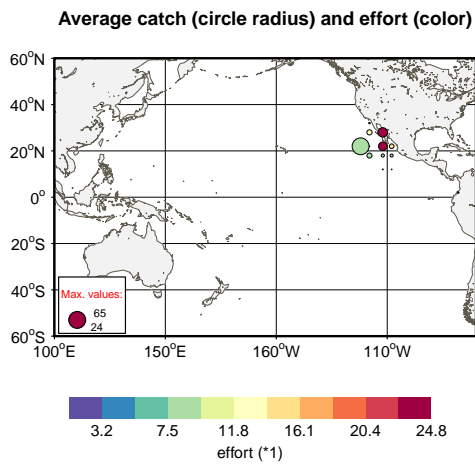 Average catch (circle radius) and effort (color)
60°N
40°N
20°N
0°
20°S
40°S
60°S
Max. values:
65
24
100°E 150°E 160°W 110°W
3.2 7.5 11.8 16.1 20.4 24.8
effort (*1)